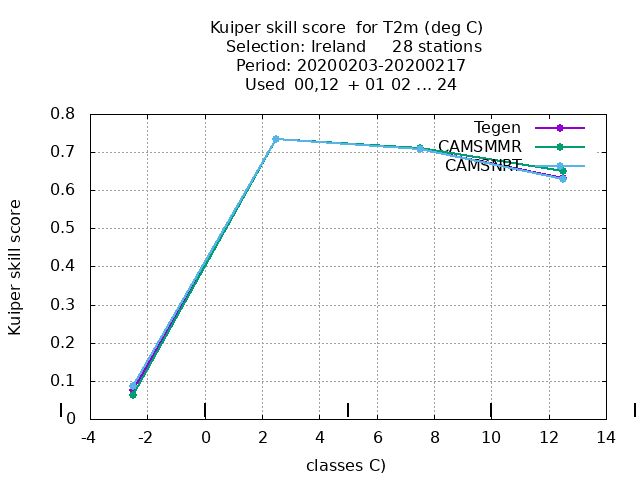 Kuiper skill score  for T2m (deg C)
Selection: Ireland     28 stations
Period: 20200203-20200217
Used  00,12  + 01 02 ... 24
Tegen
CAMSMMR
CAMSNRT
Kuiper skill score
0.8
0.7
0.6
0.5
0.4
0.3
0.2
0.1
0
-4 -2 0 2 4 6 8 10 12 14
classes C)